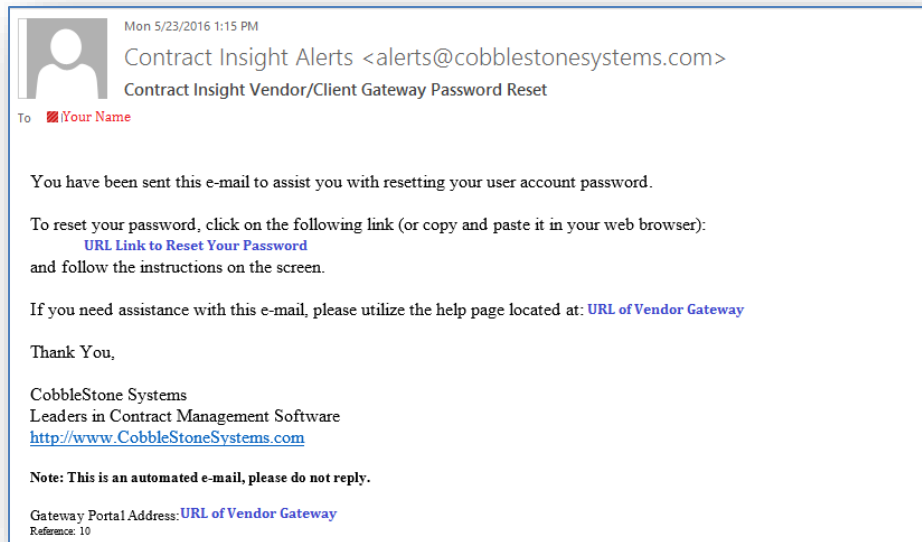 Mon 5/23/2016 1:15 PM
Contract Insight Alerts <alerts@cobblestonesystems.com>
Contract Insight Vendor/Client Gateway Password Reset
To Your Name
You have been sent this e-mail to assist you with resetting your user account password.
To reset your password, click on the following link (or copy and paste it in your web browser):
URL Link to Reset Your Password
and follow the instructions on the screen.
If you need assistance with this e-mail, please utilize the help page located at: URL of Vendor Gateway
Thank You,
CobbleStone Systems
Leaders in Contract Management Software
http://www.CobbleStoneSystems.com
Note: This is an automated e-mail, please do not reply.
Gateway Portal Address: URL of Vendor Gateway
Reference: 10